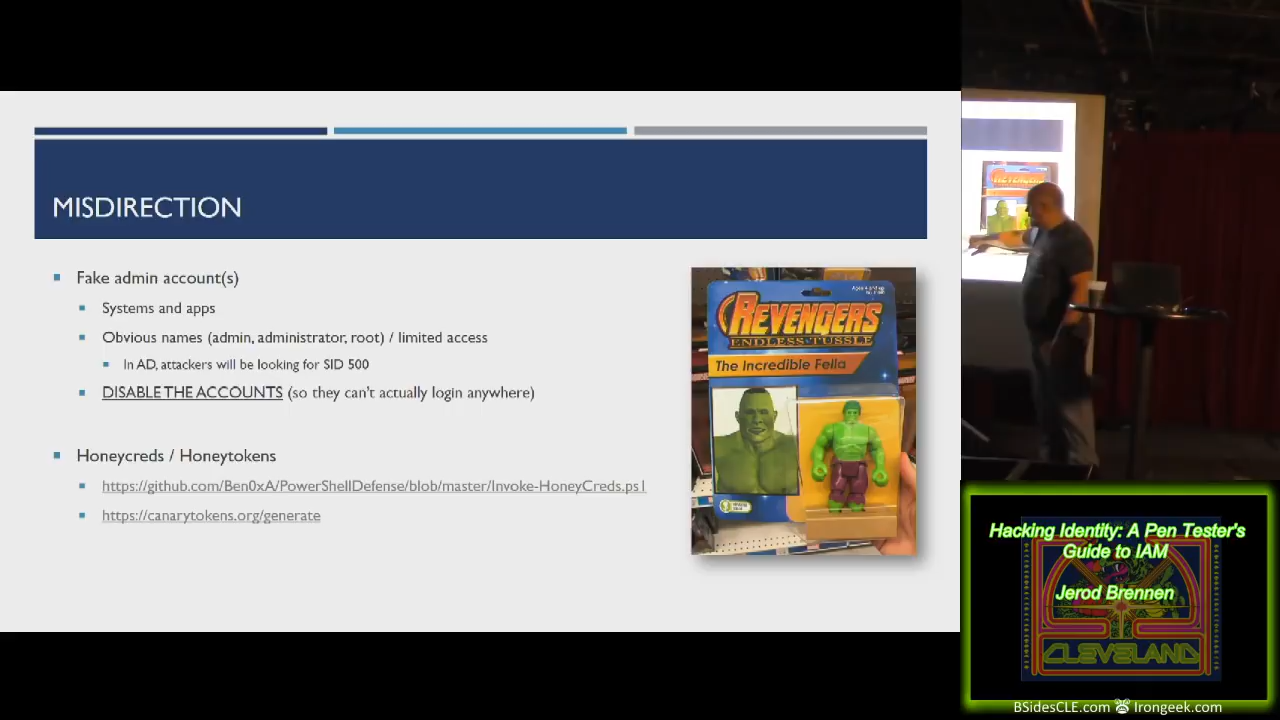 MISDIRECTION
Fake admin account(s)
Systems and apps
Obvious names (admin, administrator, root) / limited access
In AD, attackers will be looking for SID 500
DISABLE THE ACCOUNTS (so they can't actually login anywhere)
Honeycreds / Honeytokens
https://github.com/Ben0xA/PowerShellDefense/blob/master/Invoke-HoneyCreds.ps1
https://canarytokens.org/generate
REVENGERS
ENDLESS TUSSLE
The Incredible Fella
REVENGERS
Hacking Identity: A Pen Tester's
Guide to IAM
Jerod Brennen
CLEVELAND
BSidesCLE.com Irongeek.com